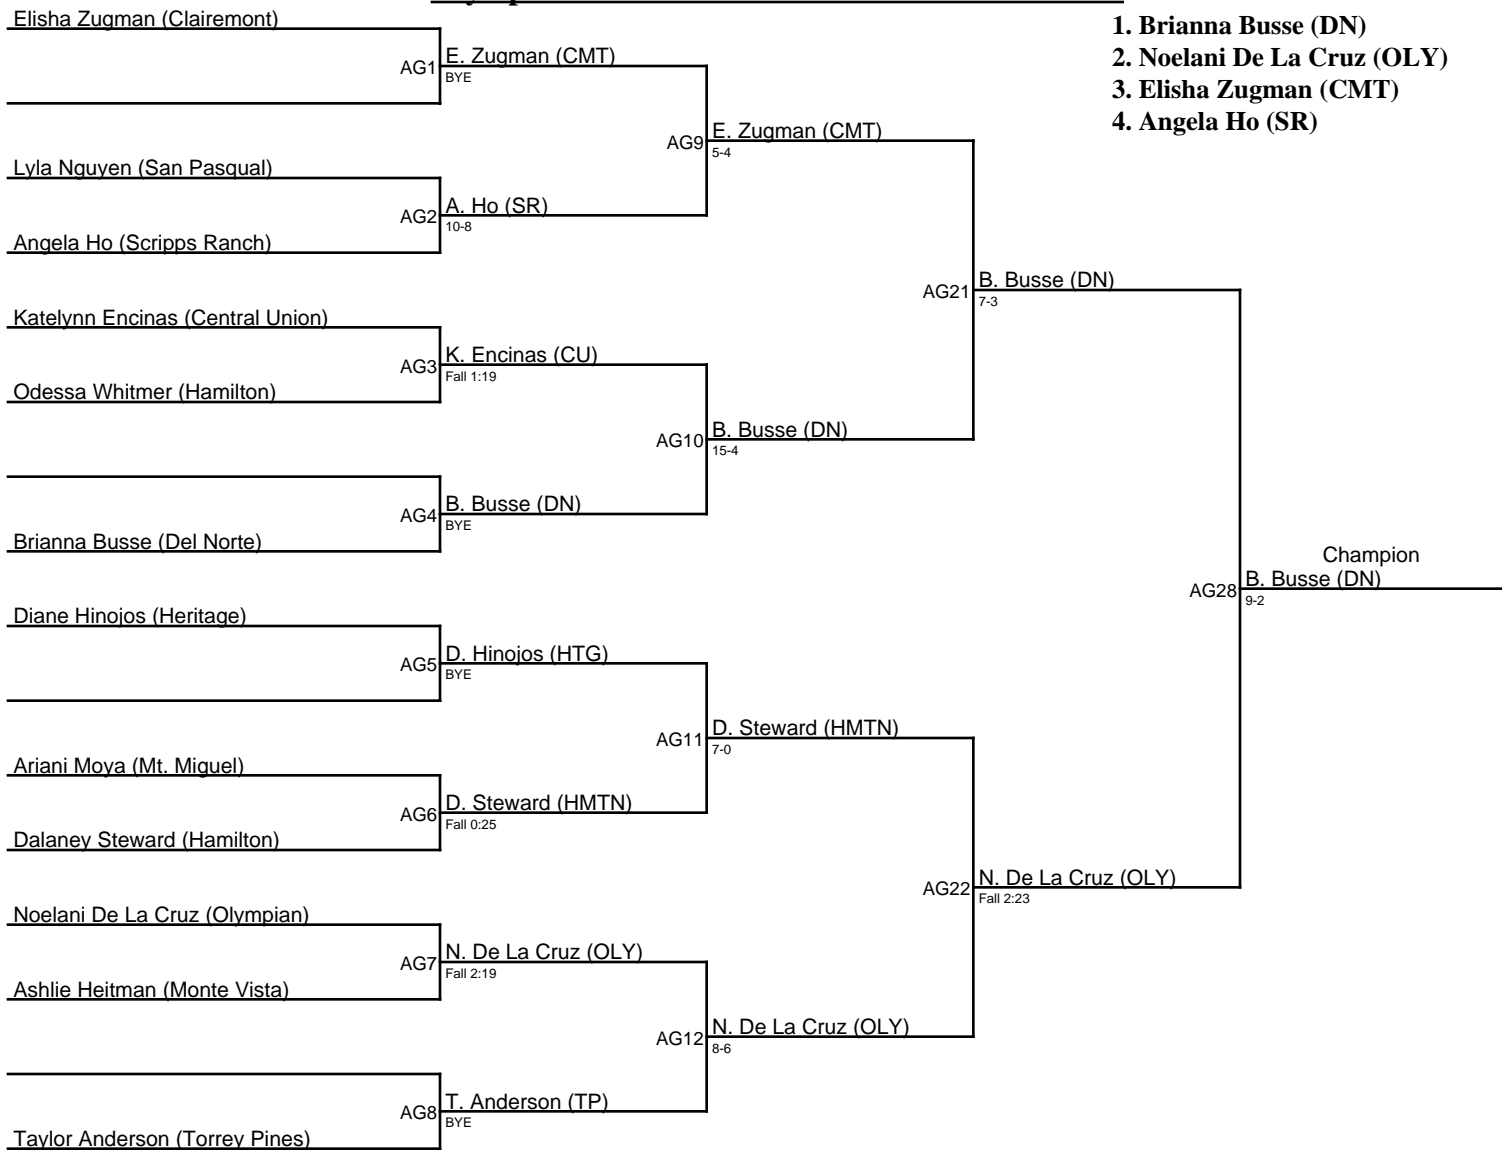 Elisha Zugman (Clairemont)
1. Brianna Busse (DN)
2. Noelani De La Cruz (OLY)
3. Elisha Zugman (CMT)
4. Angela Ho (SR)
AG1
E. Zugman (CMT)
BYE
AG9
E. Zugman (CMT)
5-4
Lyla Nguyen (San Pasqual)
AG2
A. Ho (SR)
10-8
Angela Ho (Scripps Ranch)
AG21
B. Busse (DN)
7-3
Katelynn Encinas (Central Union)
AG3
K. Encinas (CU)
Fall 1:19
Odessa Whitmer (Hamilton)
AG10
B. Busse (DN)
15-4
AG4
B. Busse (DN)
BYE
Brianna Busse (Del Norte)
Champion
AG28
B. Busse (DN)
9-2
Diane Hinojos (Heritage)
AG5
D. Hinojos (HTG)
BYE
AG11
D. Steward (HMTN)
7-0
Ariani Moya (Mt. Miguel)
AG6
D. Steward (HMTN)
Fall 0:25
Dalaney Steward (Hamilton)
AG22
N. De La Cruz (OLY)
Fall 2:23
Noelani De La Cruz (Olympian)
AG7
N. De La Cruz (OLY)
Fall 2:19
Ashlie Heitman (Monte Vista)
AG12
N. De La Cruz (OLY)
8-6
AG8
T. Anderson (TP)
BYE
Taylor Anderson (Torrey Pines)